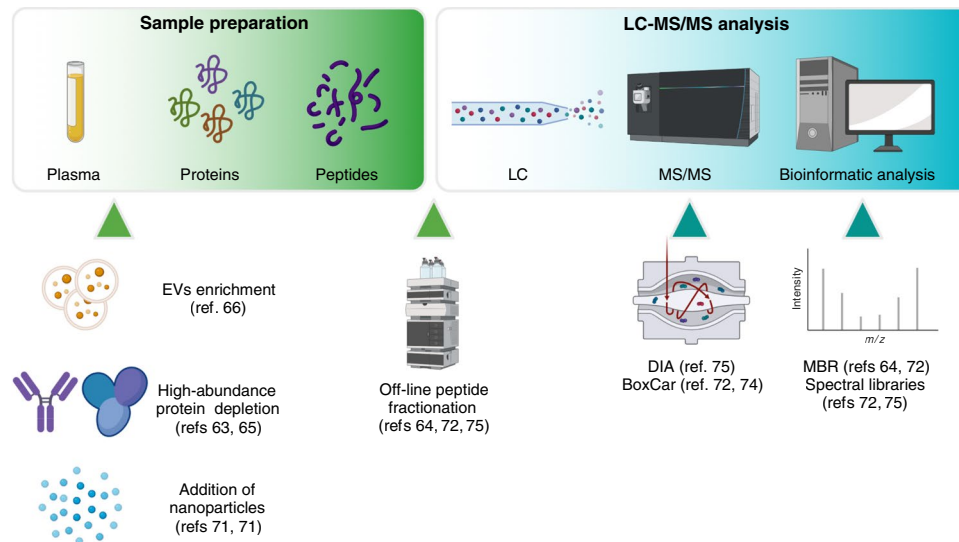 Sample preparation
LC-MS/MS analysis
Plasma
Proteins
Peptides
LC
MS/MS
Bioinformatic analysis
EVs enrichment
(ref. 66)
High-abundance
protein depletion
(refs 63, 65)
Addition of
nanoparticles
(refs 71, 71)
Off-line peptide
fractionation
(refs 64, 72, 75)
DIA (ref. 75)
BoxCar (ref. 72, 74)
Intensity
m/z
MBR (refs 64, 72)
Spectral libraries
(refs 72, 75)